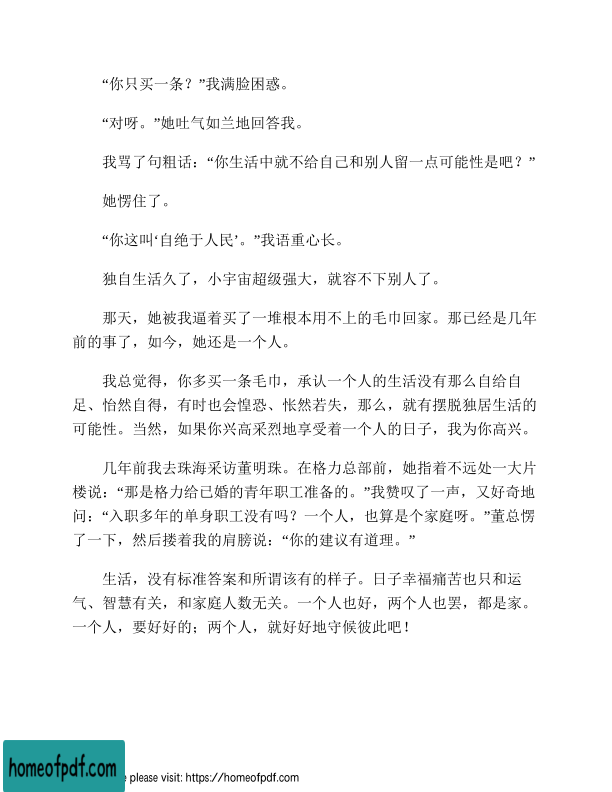 “你只买一条？”我满脸困惑。
“对呀。”她吐气如兰地回答我。
我骂了句粗话：“你生活中就不给自己和别人留一点可能性是吧？”
她愣住了。
“你这叫‘自绝于人民’。”我语重心长。
独自生活久了，小宇宙超级强大，就容不下别人了。
那天，她被我逼着买了一堆根本用不上的毛巾回家。那已经是几年
前的事了，如今，她还是一个人。
我总觉得，你多买一条毛巾，承认一个人的生活没有那么自给自
足、怡然自得，有时也会惶恐、怅然若失，那么，就有摆脱独居生活的
可能性。当然，如果你兴高采烈地享受着一个人的日子，我为你高兴。
几年前我去珠海采访董明珠。在格力总部前，她指着不远处一大片
楼说：“那是格力给已婚的青年职工准备的。”我赞叹了一声，又好奇地
问：“入职多年的单身职工没有吗？一个人，也算是个家庭呀。”董总愣
了一下，然后搂着我的肩膀说：“你的建议有道理。”
生活，没有标准答案和所谓该有的样子。日子幸福痛苦也只和运
气、智慧有关，和家庭人数无关。一个人也好，两个人也罢，都是家。
一个人，要好好的；两个人，就好好地守候彼此吧！
homeofpdf.com
e please visit: https://homeofpdf.com